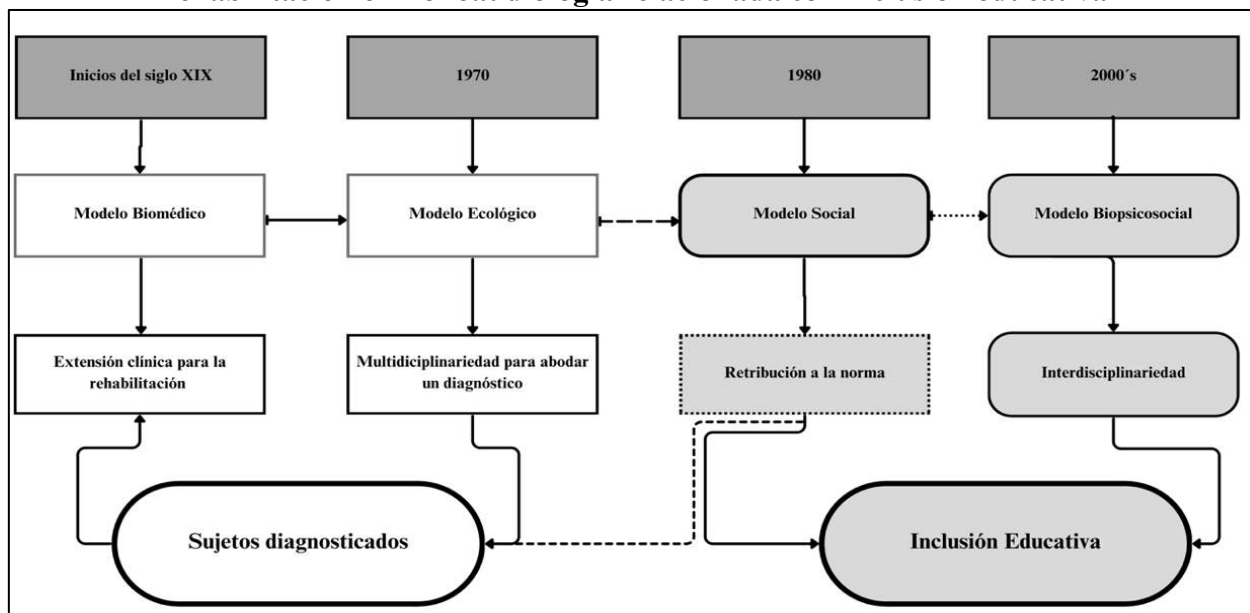 Inicios del siglo XIX
1970
1980
2000´s
Modelo Biomédico
Modelo Ecológico
Modelo Social
Modelo Biopsicosocial
Extensión clínica para la
rehabilitación
Multidiciplinariedad para abodar
un diagnóstico
Retribución a la norma
Interdisciplinariedad
Sujetos diagnosticados
Inclusión Educativa